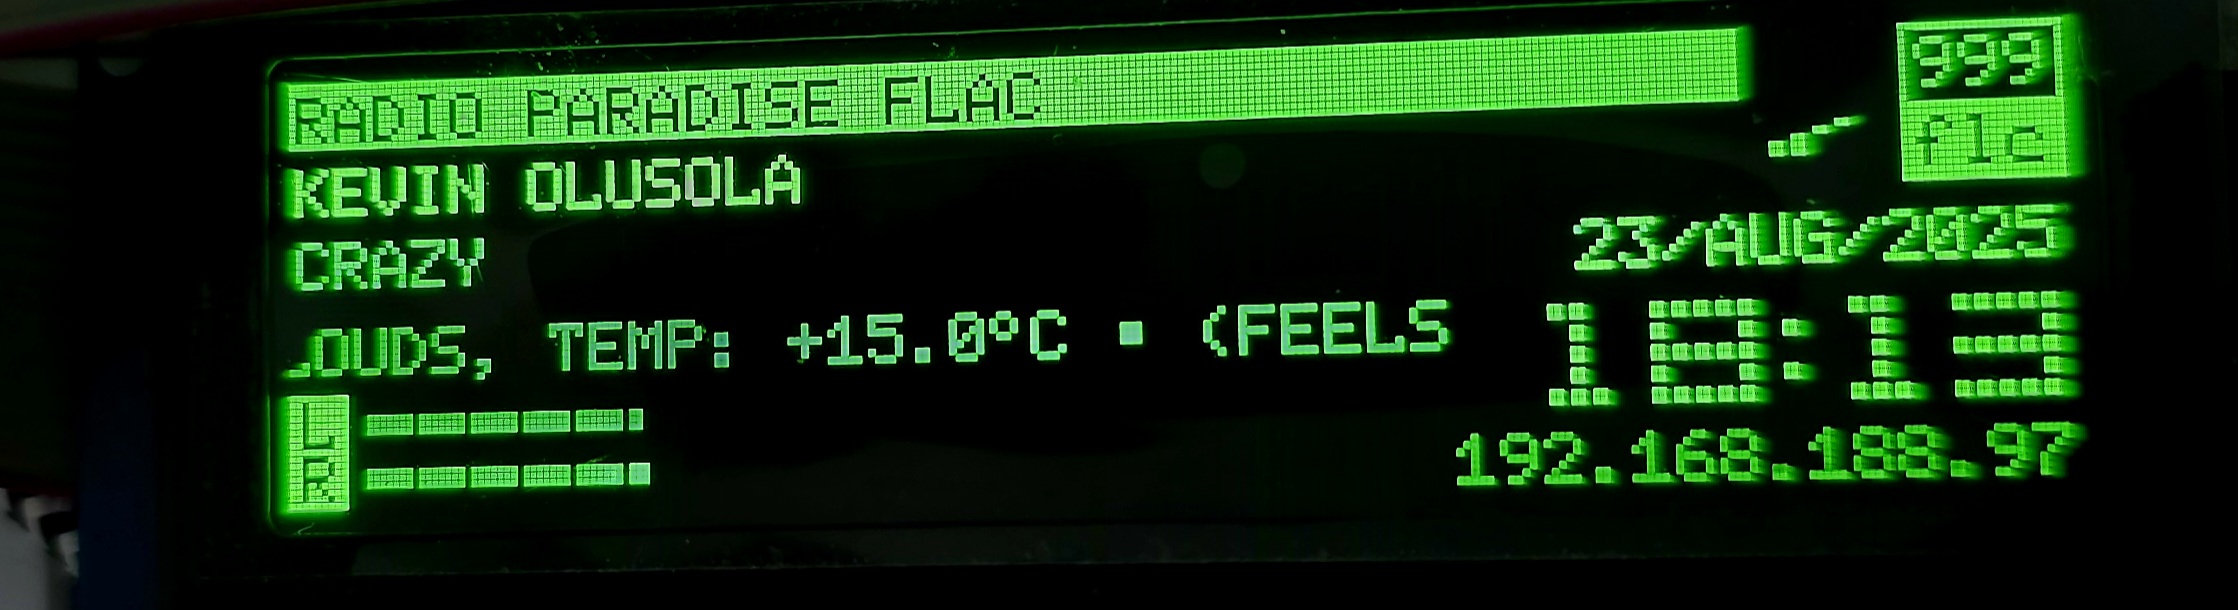 RADIO PARADISE FLAC
999
flc
KEVIN OLUSOLA
23/AUG/2025
CRAZY
18:13
.OUDS, TEMP: +15.0ºC ▪ (FEELS
L
R
192.168.188.97